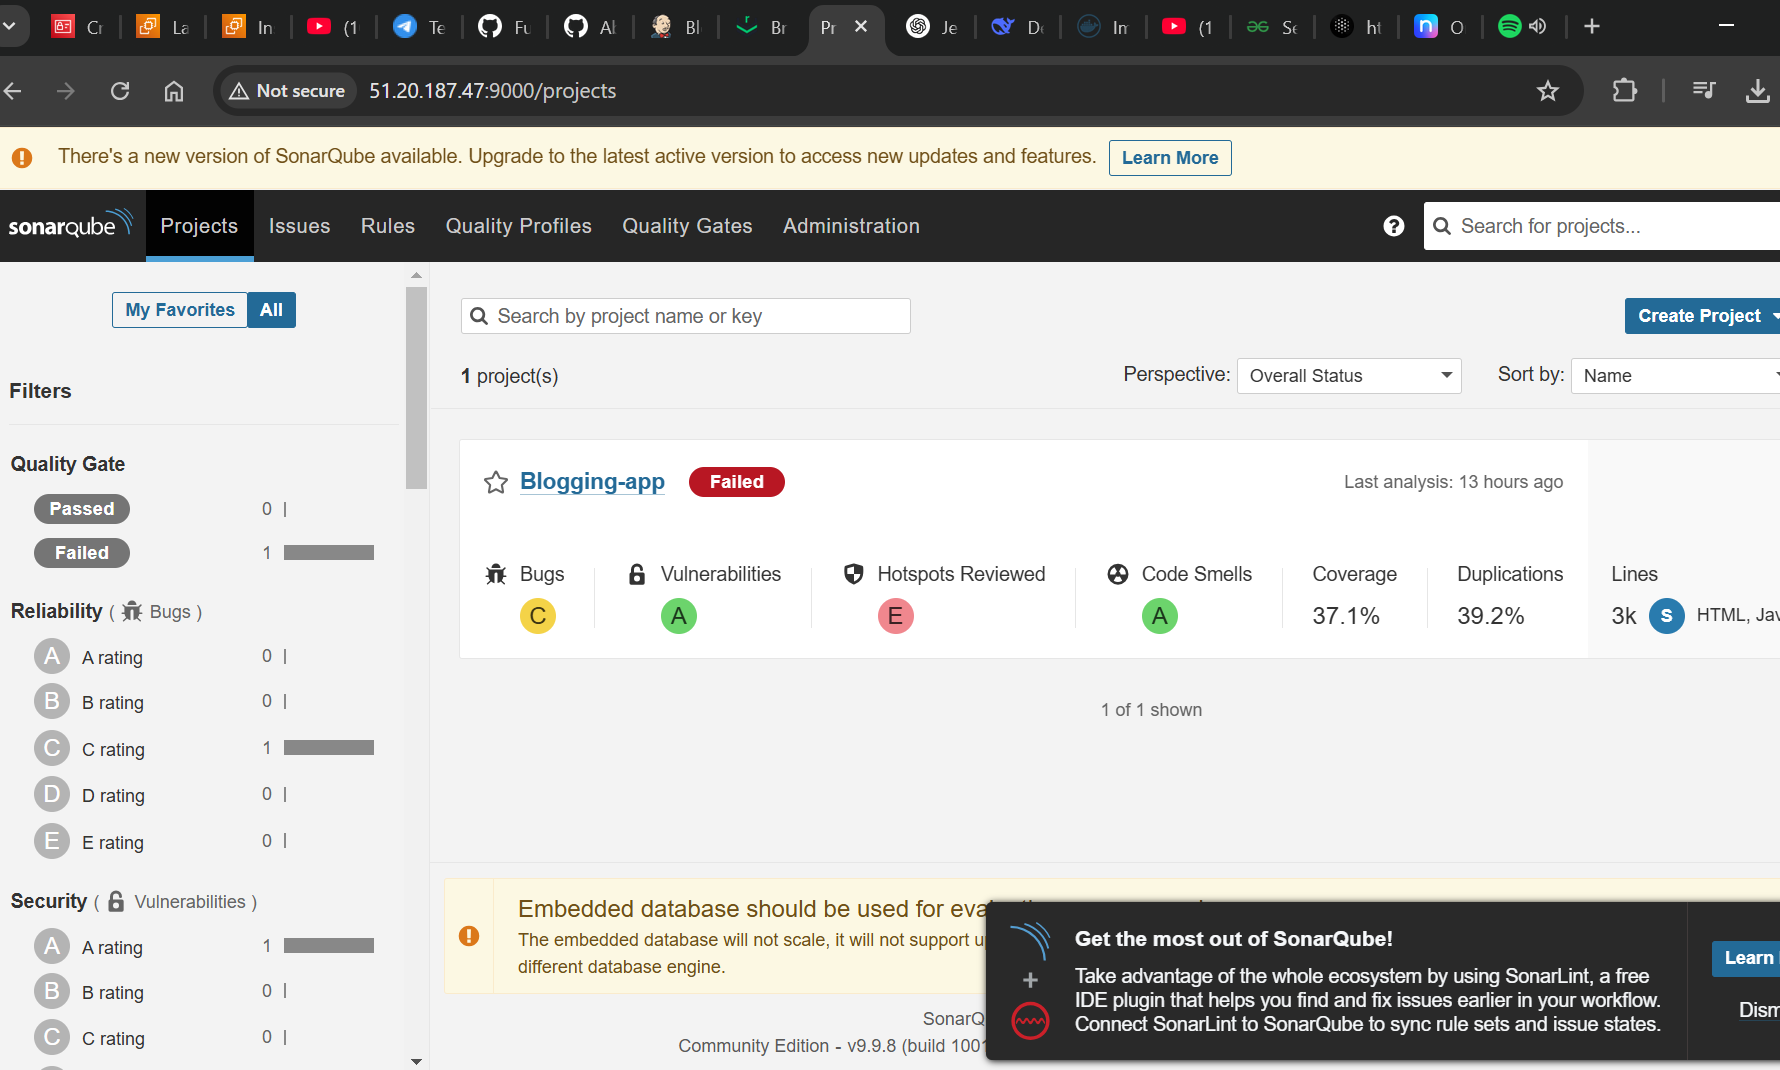 Cr
La
In
(1
Te
Fu
Al
Bl
Br
Pr
Je
De
In
(1
Se
ht
O
Not secure
51.20.187.47:9000/projects
There's a new version of SonarQube available. Upgrade to the latest active version to access new updates and features.
Learn More
sonarqube
Projects
Issues
Rules
Quality Profiles
Quality Gates
Administration
Search for projects...
My Favorites
All
Search by project name or key
Create Project
1 project(s)
Perspective:
Overall Status
Sort by:
Name
Filters
Quality Gate
Passed
0
Failed
1
Reliability ( Bugs )
A
A rating
0
B
B rating
0
C
C rating
1
D
D rating
0
E
E rating
0
Security ( Vulnerabilities )
A
A rating
1
B
B rating
0
C
C rating
0
Blogging-app
Failed
Last analysis: 13 hours ago
Bugs
C
Vulnerabilities
A
Hotspots Reviewed
E
Code Smells
A
Coverage
37.1%
Duplications
39.2%
Lines
3k
S
HTML, Jav
1 of 1 shown
Embedded database should be used for
The embedded database will not scale, it will not support
different database engine.
SonarQ
Community Edition - v9.9.8 (build 1001
Get the most out of SonarQube!
Take advantage of the whole ecosystem by using SonarLint, a free
IDE plugin that helps you find and fix issues earlier in your workflow.
Connect SonarLint to SonarQube to sync rule sets and issue states.
Learn
Dism